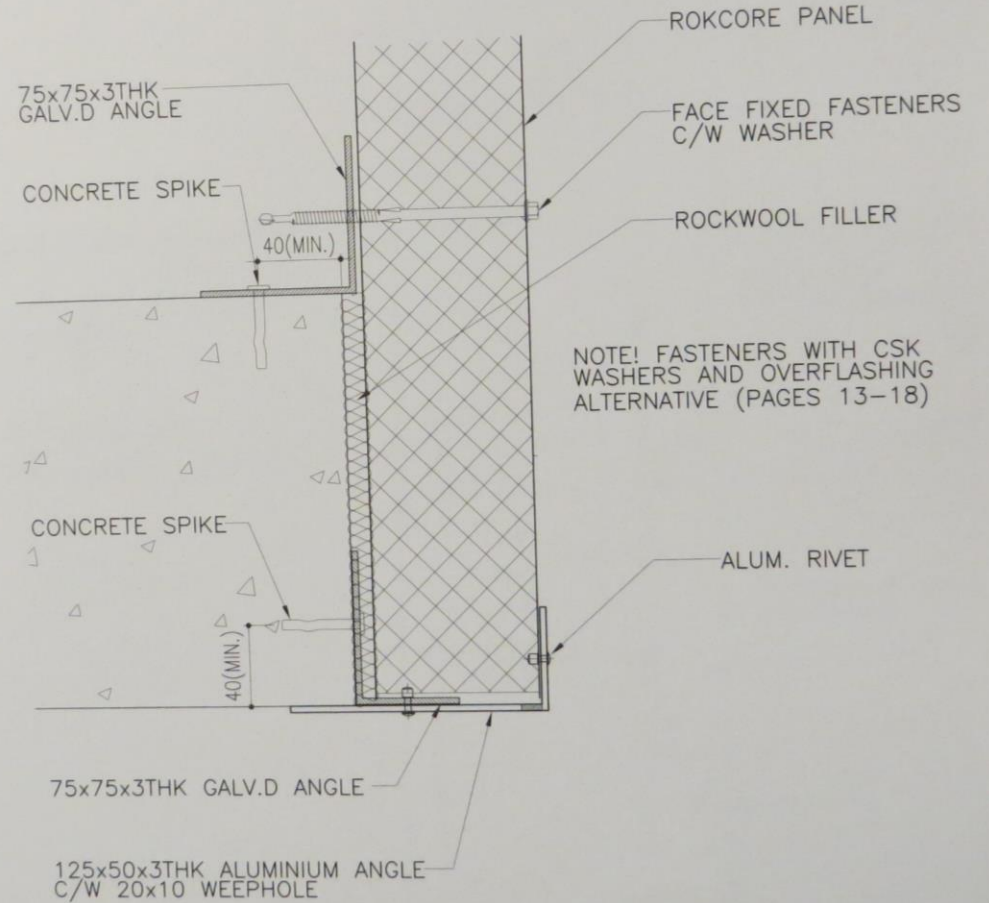 ROKCORE PANEL
75x75x3THK
GALV.D ANGLE
FACE FIXED FASTENERS
C/W WASHER
CONCRETE SPIKE
ROCKWOOL FILLER
40(MIN.)
NOTE! FASTENERS WITH CSK
WASHERS AND OVERFLASHING
ALTERNATIVE (PAGES 13-18)
CONCRETE SPIKE
ALUM. RIVET
40(MIN.)
75x75x3THK GALV.D ANGLE
125x50x3THK ALUMINIUM ANGLE
C/W 20x10 WEEPHOLE